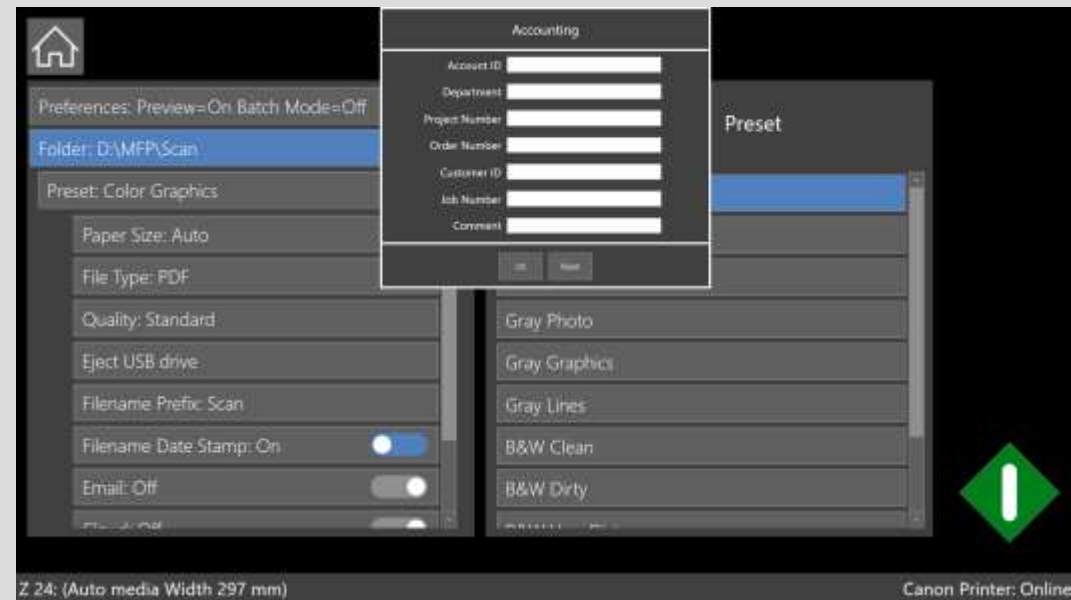 Accounting
Account ID
Department
Project Number
Order Number
Customer ID
Job Number
Comment
OK
Preferences: Preview=On Batch Mode=Off
Folder: D:\MFP\Scan
Preset: Color Graphics
Paper Size: Auto
File Type: PDF
Quality: Standard
Eject USB drive
Filename Prefix: Scan
Filename Date Stamp: On
Email: Off
Preset
Gray Photo
Gray Graphics
Gray Lines
B&W Clean
B&W Dirty
Z 24: (Auto media Width 297 mm)
Canon Printer: Online